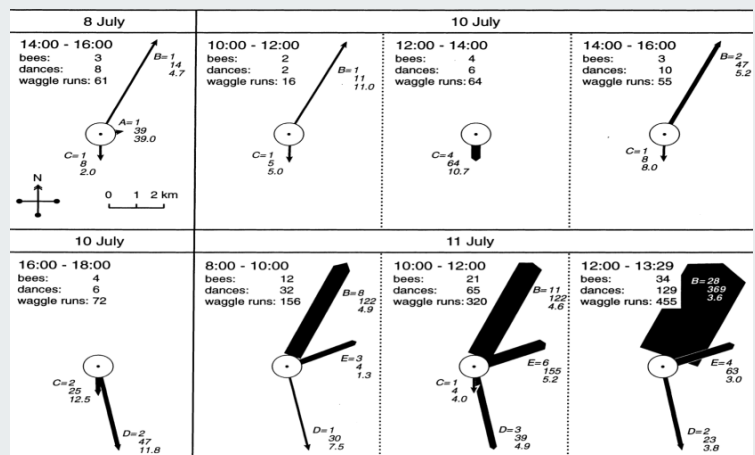 8 July
10 July
14:00 - 16:00
bees: 3
dances: 8
waggle runs: 61
B=1
14
4.7
A=1
39
39.0
C=1
8
2.0
N
0 1 2 km
10:00 - 12:00
bees: 2
dances: 2
waggle runs: 16
B=1
11
11.0
C=1
5
5.0
12:00 - 14:00
bees: 4
dances: 6
waggle runs: 64
C=4
64
10.7
14:00 - 16:00
bees: 3
dances: 10
waggle runs: 55
B=2
47
5.2
C=1
8
8.0
10 July
11 July
16:00 - 18:00
bees: 4
dances: 6
waggle runs: 72
C=2
25
12.5
D=2
47
11.8
8:00 - 10:00
bees: 12
dances: 32
waggle runs: 156
B=8
122
4.9
E=3
4
1.3
D=1
30
7.5
10:00 - 12:00
bees: 21
dances: 65
waggle runs: 320
B=11
122
4.6
E=6
155
5.2
C=1
4
4.0
D=3
39
4.9
12:00 - 13:29
bees: 34
dances: 129
waggle runs: 455
B=28
369
3.6
E=4
63
3.0
D=2
23
3.8